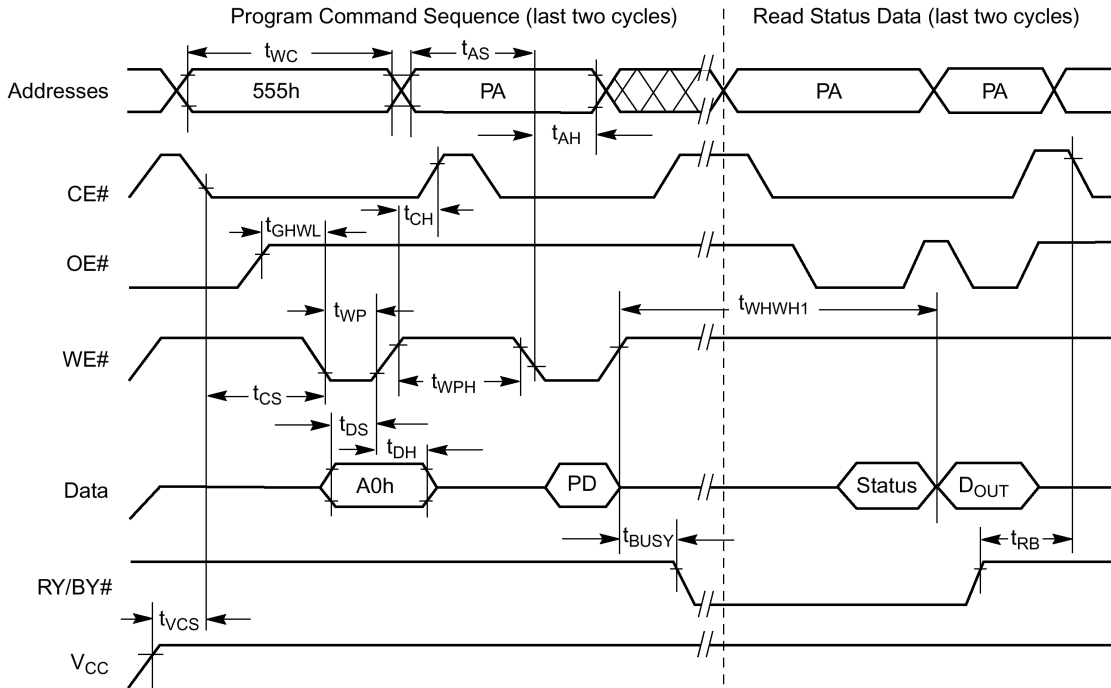 Program Command Sequence (last two cycles) Read Status Data (last two cycles)
tWC tAS
Addresses 555h PA PA PA
tAH
CE#
tCH
tGHWL
OE#
tWP tWHWH1
WE#
tCS tWPH
tDS
tDH
Data A0h PD Status DOUT
tBUSY tRB
RY/BY#
tVCS
VCC